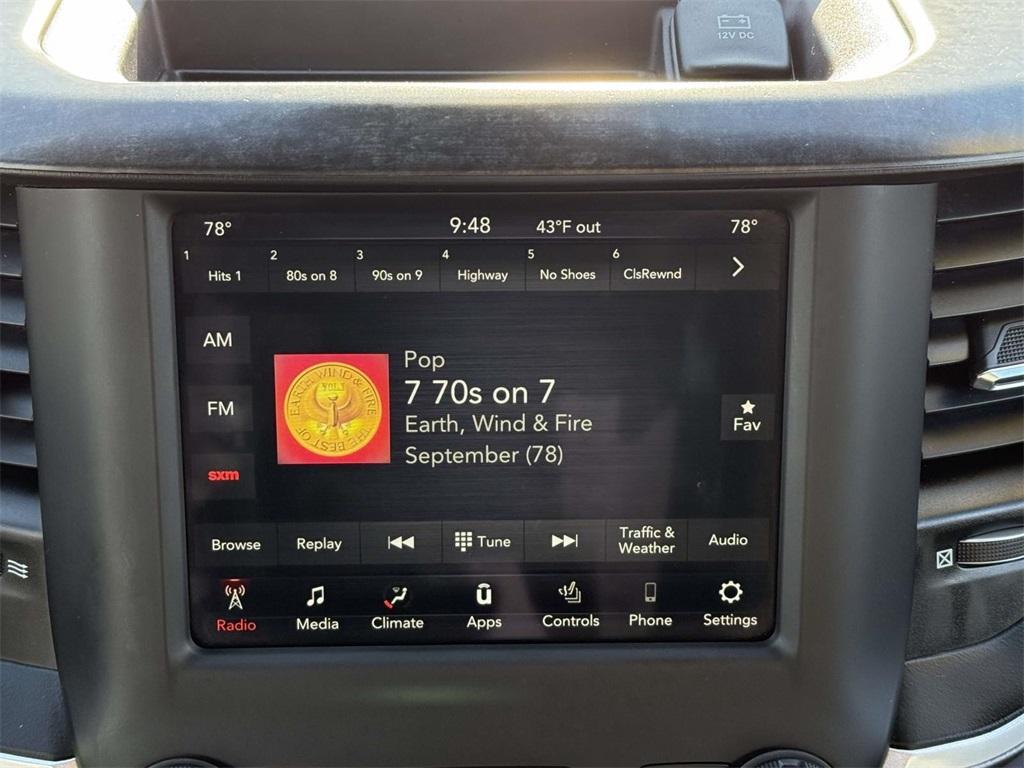 12V DC
78° 9:48 43°F out 78°
1 2 3 4 5 6
Hits 1 80s on 8 90s on 9 Highway No Shoes ClsRewnd
AM
FM
sxm
EARTH, WIND & FIRE
VOL. 1
THE BEST OF
Pop
7 70s on 7
Earth, Wind & Fire
September (78)
Fav
Browse Replay Tune Traffic & Weather Audio
Radio Media Climate Apps Controls Phone Settings